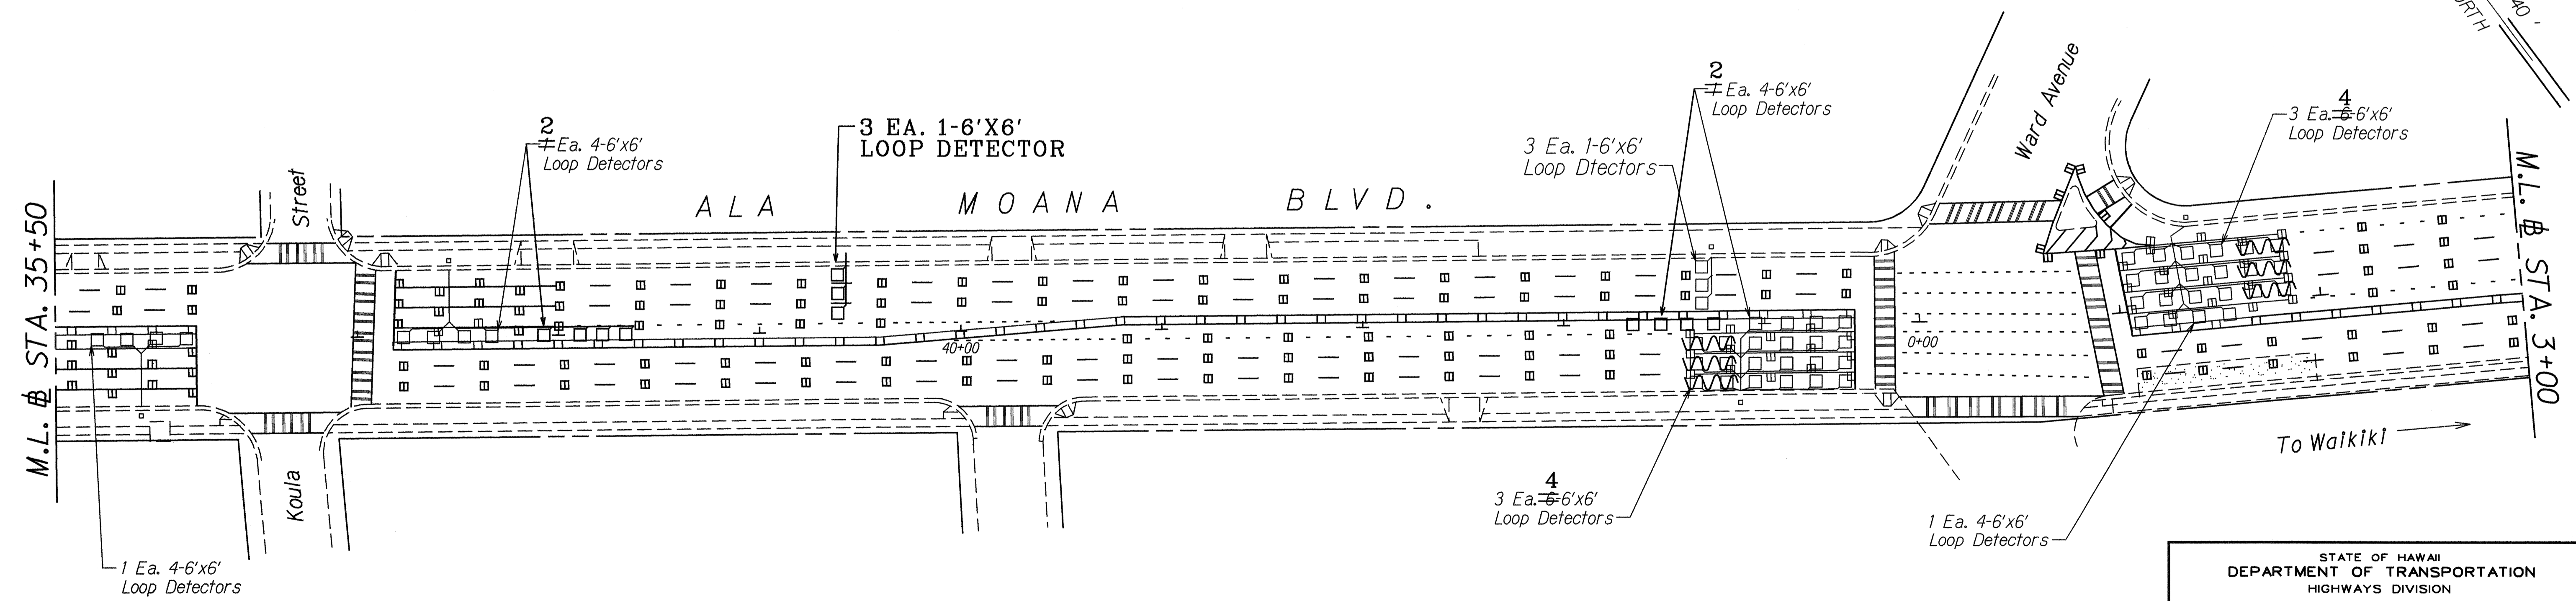 40'
NORTH
2
1 Ea. 4-6'x6'
Loop Detectors
3 EA. 1-6'X6'
LOOP DETECTOR
3 Ea. 1-6'x6'
Loop Dtectors
2
1 Ea. 4-6'x6'
Loop Detectors
Ward Avenue
4
3 Ea. 6-6'x6'
Loop Detectors
Street
ALA MOANA BLVD.
M.L. B STA. 35+50
M.L. B STA. 3+00
40+00
0+00
Koula
To Waikiki
4
3 Ea. 6-6'x6'
Loop Detectors
1 Ea. 4-6'x6'
Loop Detectors
1 Ea. 4-6'x6'
Loop Detectors
STATE OF HAWAII
DEPARTMENT OF TRANSPORTATION
HIGHWAYS DIVISION